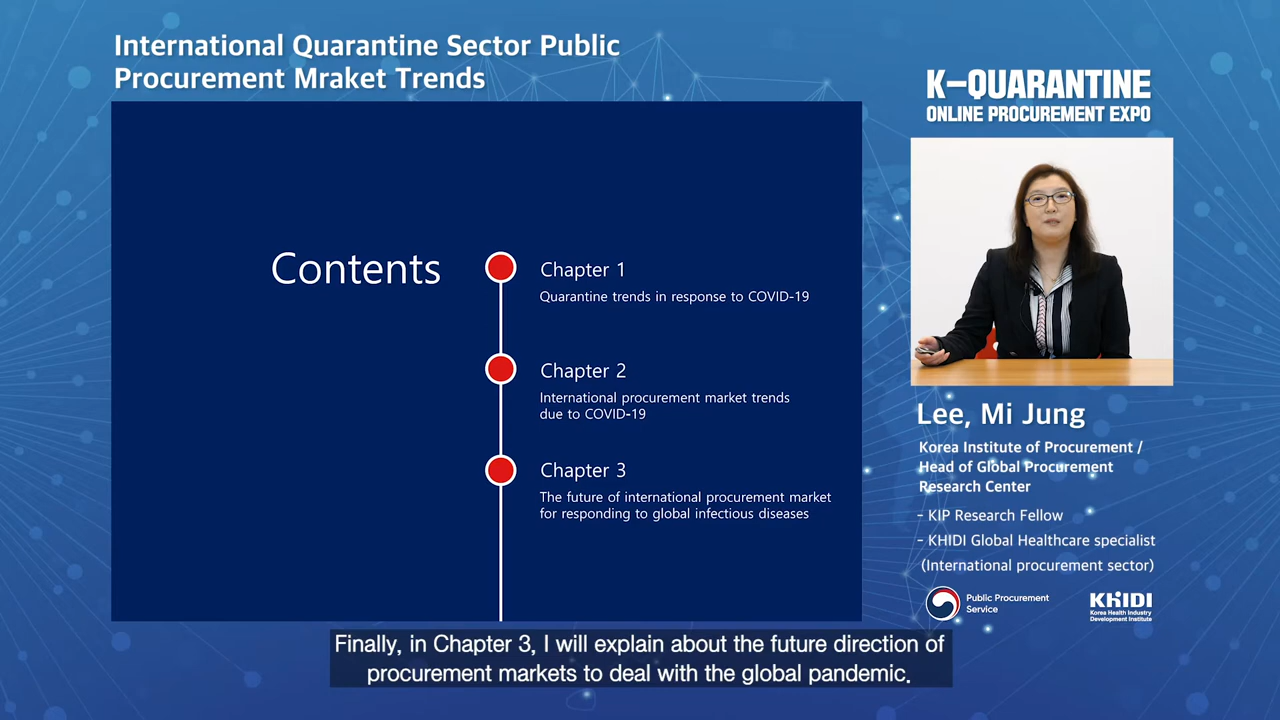 International Quarantine Sector Public
Procurement Mraket Trends
K-QUARANTINE
ONLINE PROCUREMENT EXPO
Contents
Chapter 1
Quarantine trends in response to COVID-19
Chapter 2
International procurement market trends
due to COVID-19
Chapter 3
The future of international procurement market
for responding to global infectious diseases
Lee, Mi Jung
Korea Institute of Procurement /
Head of Global Procurement
Research Center
- KIP Research Fellow
- KHIDI Global Healthcare specialist
(International procurement sector)
Public Procurement
Service
KHIDI
Korea Health Industry
Development Institute
Finally, in Chapter 3, I will explain about the future direction of
procurement markets to deal with the global pandemic.